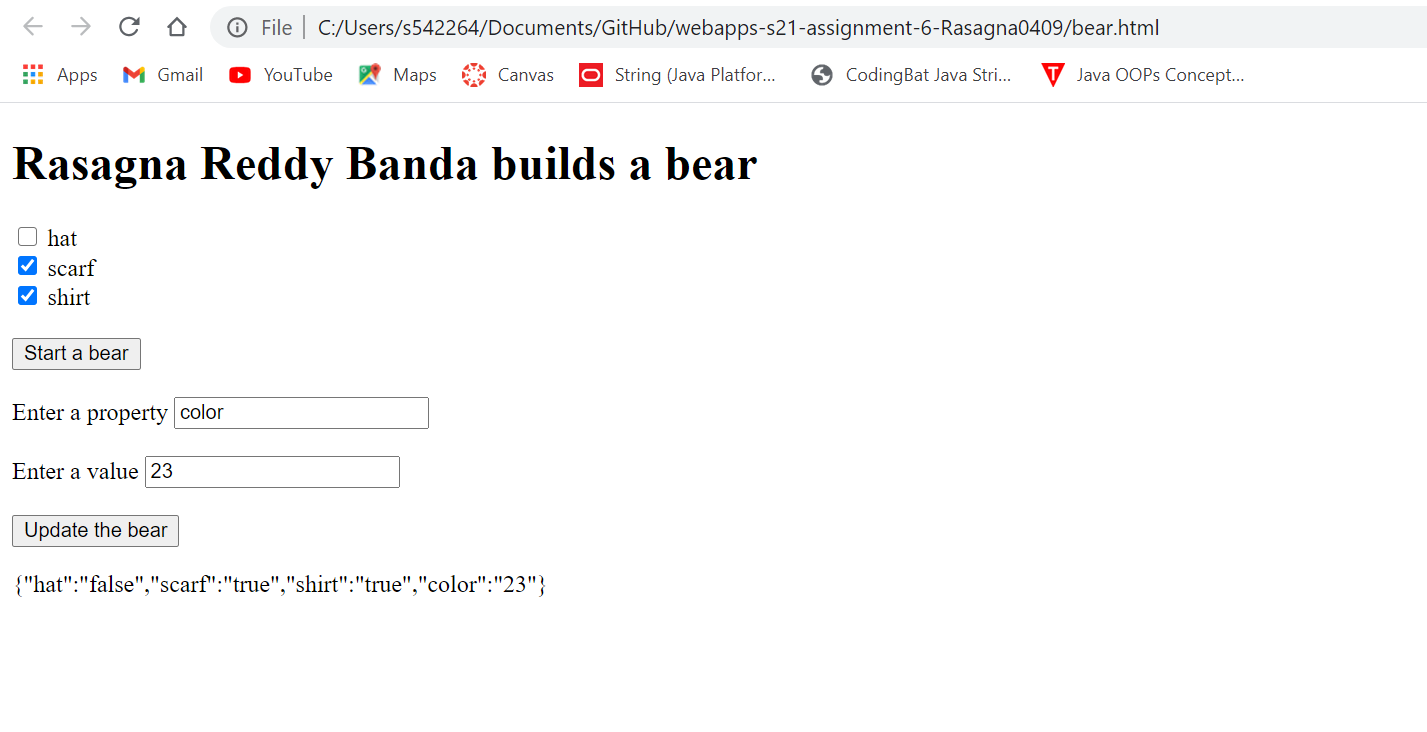 File | C:/Users/s542264/Documents/GitHub/webapps-s21-assignment-6-Rasagna0409/bear.html
Apps Gmail YouTube Maps Canvas String (Java Platfor... CodingBat Java Stri... Java OOPs Concept...
Rasagna Reddy Banda builds a bear
hat
scarf
shirt
Start a bear
Enter a property color
Enter a value 23
Update the bear
{"hat":"false","scarf":"true","shirt":"true","color":"23"}